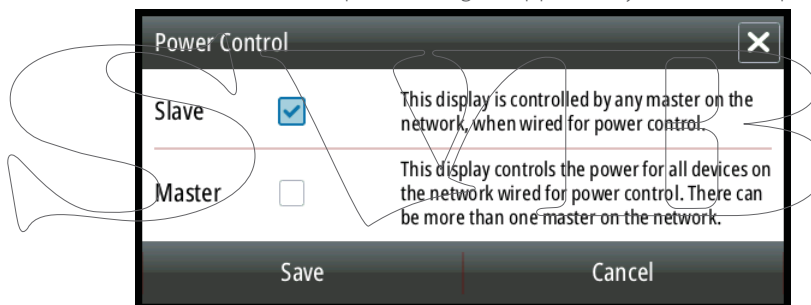 Power Control
Slave
This display is controlled by any master on the
network, when wired for power control.
Master
This display controls the power for all devices on
the network wired for power control. There can
be more than one master on the network.
Save
Cancel
SVB